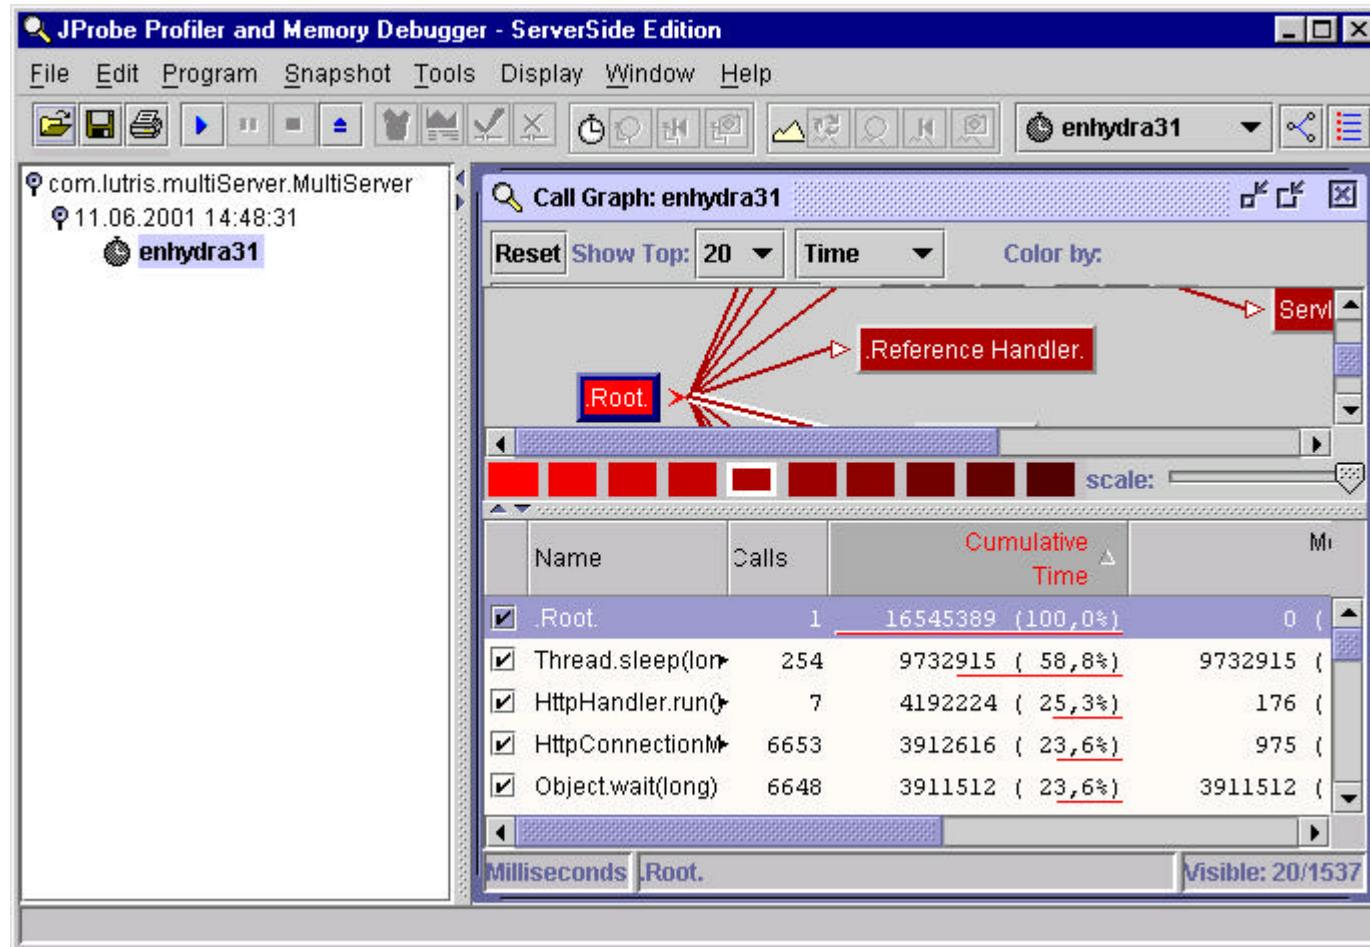 JProbe Profiler and Memory Debugger - ServerSide Edition
File Edit Program Snapshot Tools Display Window Help
enhydra31
com.lutris.multiServer.MultiServer
11.06.2001 14:48:31
enhydra31
Call Graph: enhydra31
Reset Show Top: 20 Time Color by:
Servl
.Reference Handler.
.Root.
scale:
Name Calls Cumulative Time M
.Root. 1 16545389 (100,0%) 0 (
Thread.sleep(lon 254 9732915 ( 58,8%) 9732915 (
HttpHandler.run() 7 4192224 ( 25,3%) 176 (
HttpConnectionM 6653 3912616 ( 23,6%) 975 (
Object.wait(long) 6648 3911512 ( 23,6%) 3911512 (
Milliseconds .Root. Visible: 20/1537